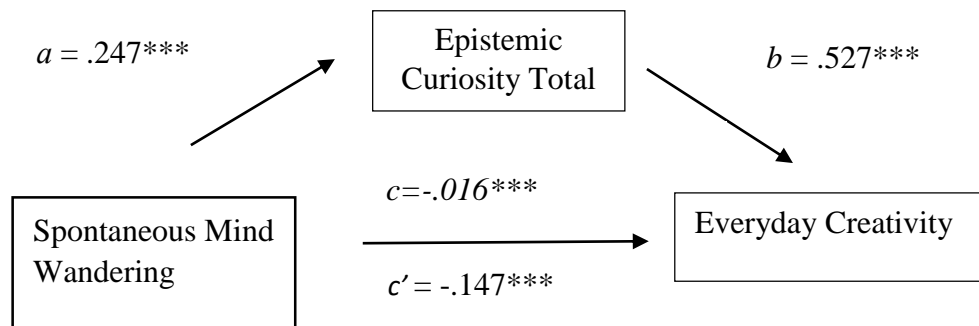 a = .247***
Epistemic
Curiosity Total
b = .527***
c=-.016***
Spontaneous Mind
Wandering
Everyday Creativity
c′ = -.147***